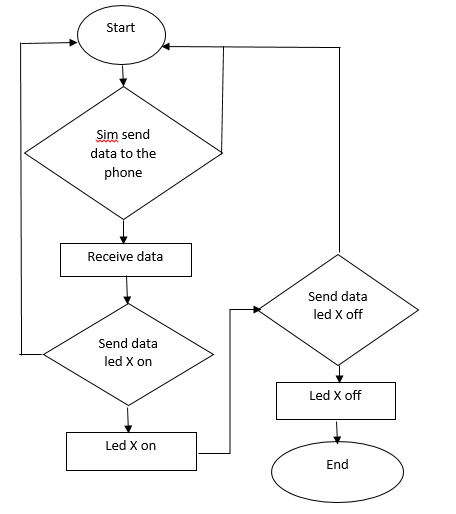 Start
Sim send
data to the
phone
Receive data
Send data
led X on
Led X on
Send data
led X off
Led X off
End